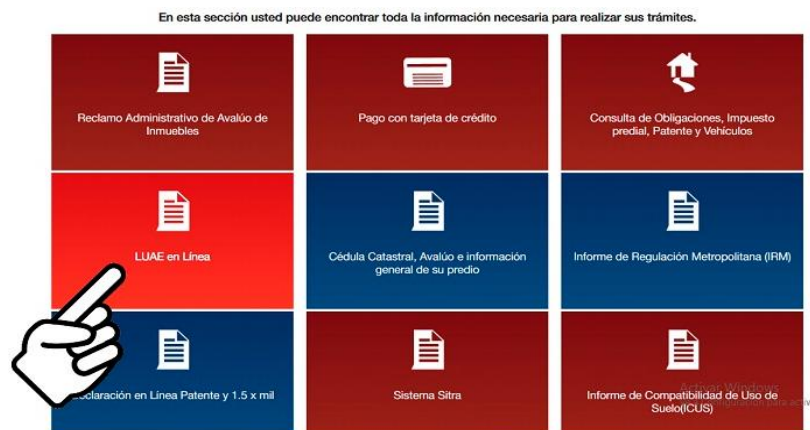 En esta sección usted puede encontrar toda la información necesaria para realizar sus trámites.
Reclamo Administrativo de Avalúo de
Inmuebles
Pago con tarjeta de crédito
Consulta de Obligaciones, Impuesto
predial, Patente y Vehículos
LUAE en Línea
Cédula Catastral, Avalúo e información
general de su predio
Informe de Regulación Metropolitana (IRM)
en Línea Patente y 1.5 x mil
Sistema Sitra
Informe de Compatibilidad de Uso de
Suelo(ICUS)
Activar Windows
para